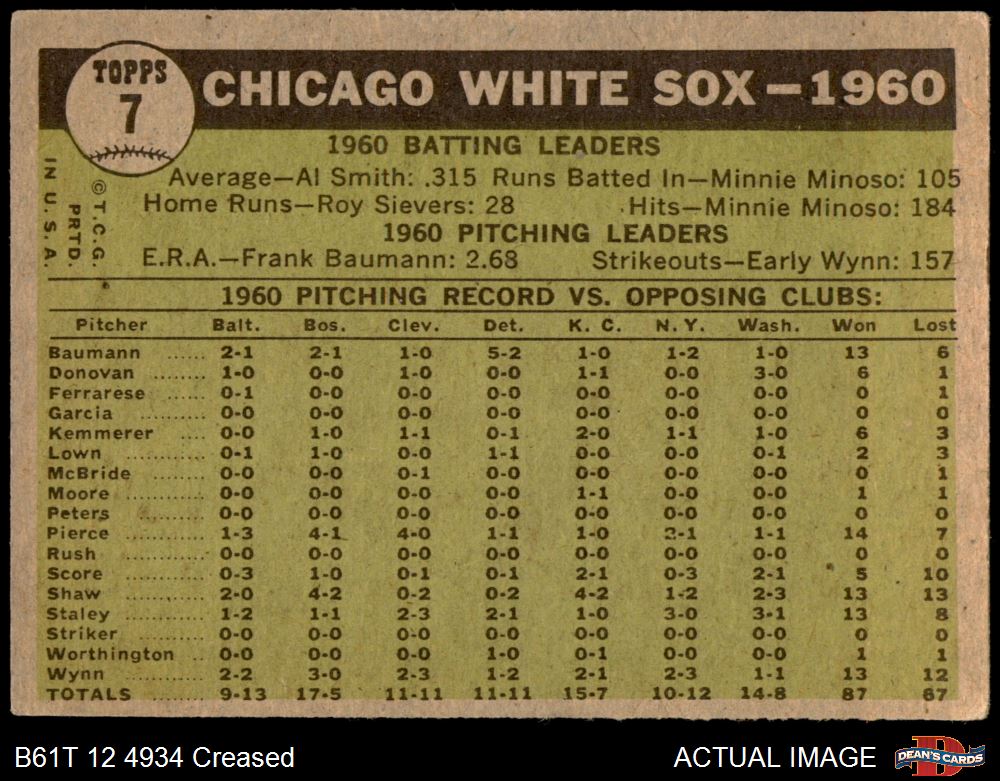 TOPPS
7
CHICAGO WHITE SOX—1960
1960 BATTING LEADERS
Average—Al Smith: .315 Runs Batted In—Minnie Minoso: 105
Home Runs—Roy Sievers: 28 Hits—Minnie Minoso: 184
1960 PITCHING LEADERS
E.R.A.—Frank Baumann: 2.68 Strikeouts—Early Wynn: 157
© T.C.G.
PRTD.
IN U.S.A.
1960 PITCHING RECORD VS. OPPOSING CLUBS:
Pitcher Balt. Bos. Clev. Det. K. C. N. Y. Wash. Won Lost
Baumann ...... 2-1 2-1 1-0 5-2 1-0 1-2 1-0 13 6
Donovan ........ 1-0 0-0 1-0 0-0 1-1 0-0 3-0 6 1
Ferrarese ...... 0-1 0-0 0-0 0-0 0-0 0-0 0-0 0 1
Garcia .......... 0-0 0-0 0-0 0-0 0-0 0-0 0-0 0 0
Kemmerer .... 0-0 1-0 1-1 0-1 2-0 1-1 1-0 6 3
Lown ............ 0-1 1-0 0-0 1-1 0-0 0-0 0-1 2 3
McBride ........ 0-0 0-0 0-1 0-0 0-0 0-0 0-0 0 1
Moore .......... 0-0 0-0 0-0 0-0 1-1 0-0 0-0 1 1
Peters .......... 0-0 0-0 0-0 0-0 0-0 0-0 0-0 0 0
Pierce .......... 1-3 4-1 4-0 1-1 1-0 2-1 1-1 14 7
Rush ............ 0-0 0-0 0-0 0-0 0-0 0-0 0-0 0 0
Score ............ 0-3 1-0 0-1 0-1 2-1 0-3 2-1 5 10
Shaw ............ 2-0 4-2 0-2 0-2 4-2 1-2 2-3 13 13
Staley .......... 1-2 1-1 2-3 2-1 1-0 3-0 3-1 13 8
Striker .......... 0-0 0-0 0-0 0-0 0-0 0-0 0-0 0 0
Worthington .. 0-0 0-0 0-0 1-0 0-1 0-0 0-0 1 1
Wynn ............ 2-2 3-0 2-3 1-2 2-1 2-3 1-1 13 12
TOTALS 9-13 17-5 11-11 11-11 15-7 10-12 14-8 87 67
B61T 12 4934 Creased
ACTUAL IMAGE
D
DEAN'S CARDS